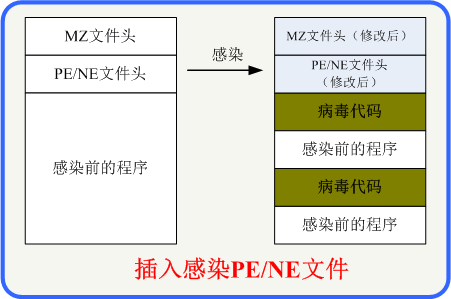 MZ文件头
PE/NE文件头
感染前的程序
感染
MZ文件头（修改后）
PE/NE文件头
（修改后）
病毒代码
感染前的程序
病毒代码
感染前的程序
插入感染PE/NE文件